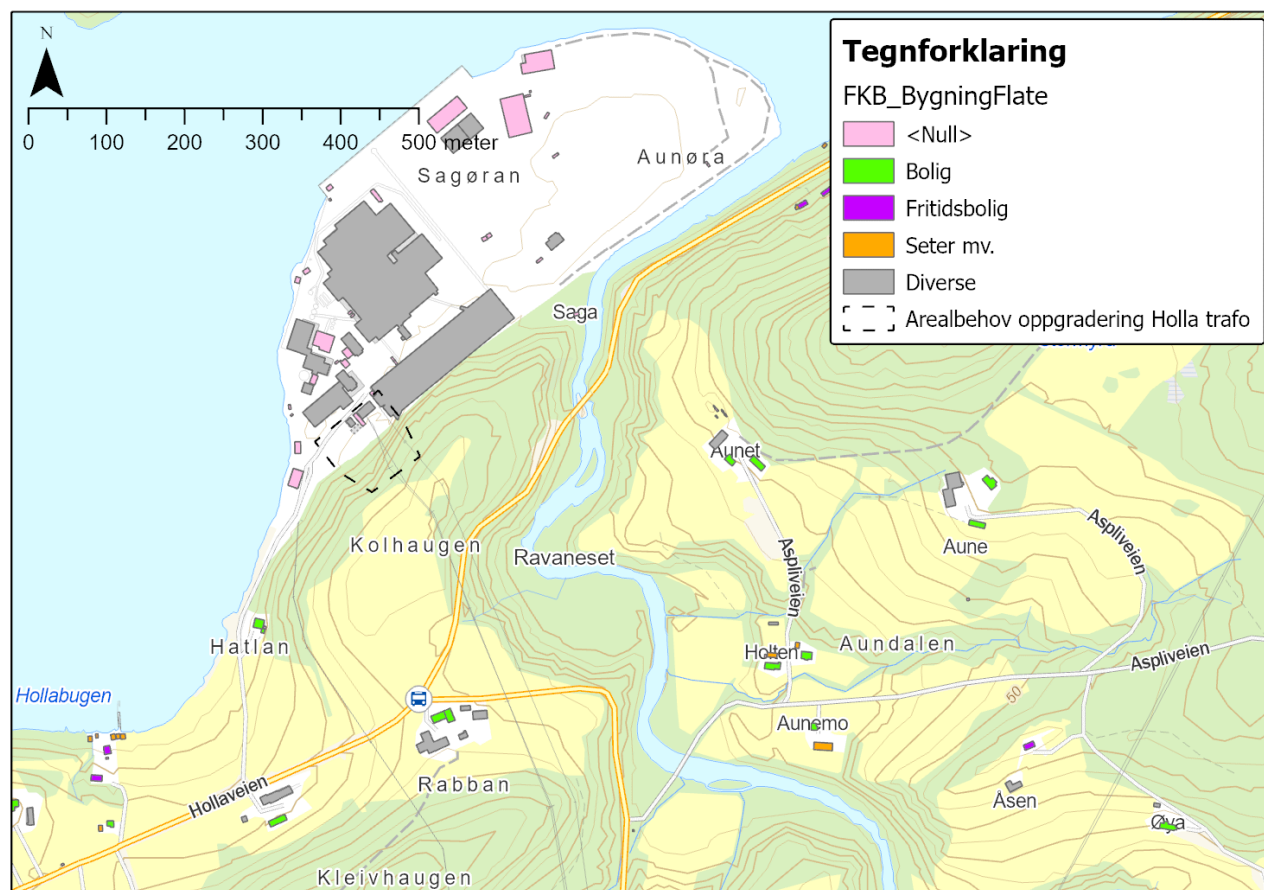 N
0 100 200 300 400 500 meter
Tegnforklaring
FKB_BygningFlate
<Null>
Bolig
Fritidsbolig
Seter mv.
Diverse
Arealbehov oppgradering Holla trafo
Aunøra
Sagøran
Saga
Aunet
Aspliveien
Aspliveien
Aune
Kolhaugen
Ravaneset
Hatlan
Holten
Aundalen
Aspliveien
50
Hollabugen
Aunemo
Rabban
Hollaveien
Åsen
Øya
Kleivhaugen